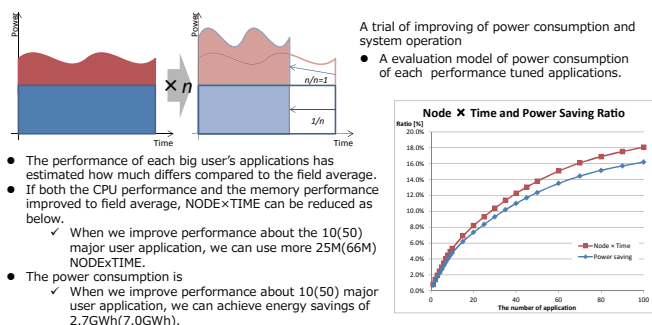 Power
Time
× n
Power
n/n=1
1/n
Time
A trial of improving of power consumption and
system operation
● A evaluation model of power consumption
of each performance tuned applications.
● The performance of each big user's applications has
estimated how much differs compared to the field average.
● If both the CPU performance and the memory performance
improved to field average, NODE×TIME can be reduced as
below.
✓ When we improve performance about the 10(50)
major user application, we can use more 25M(66M)
NODExTIME.
● The power consumption is
✓ When we improve performance about 10(50) major
user application, we can achieve energy savings of
2.7GWh(7.0GWh).
Node × Time and Power Saving Ratio
Ratio [%]
20.0%
18.0%
16.0%
14.0%
12.0%
10.0%
8.0%
6.0%
4.0%
2.0%
0.0%
0 10 20 30 40 50 60 70 80 90 100
The number of application
Node × Time
Power saving